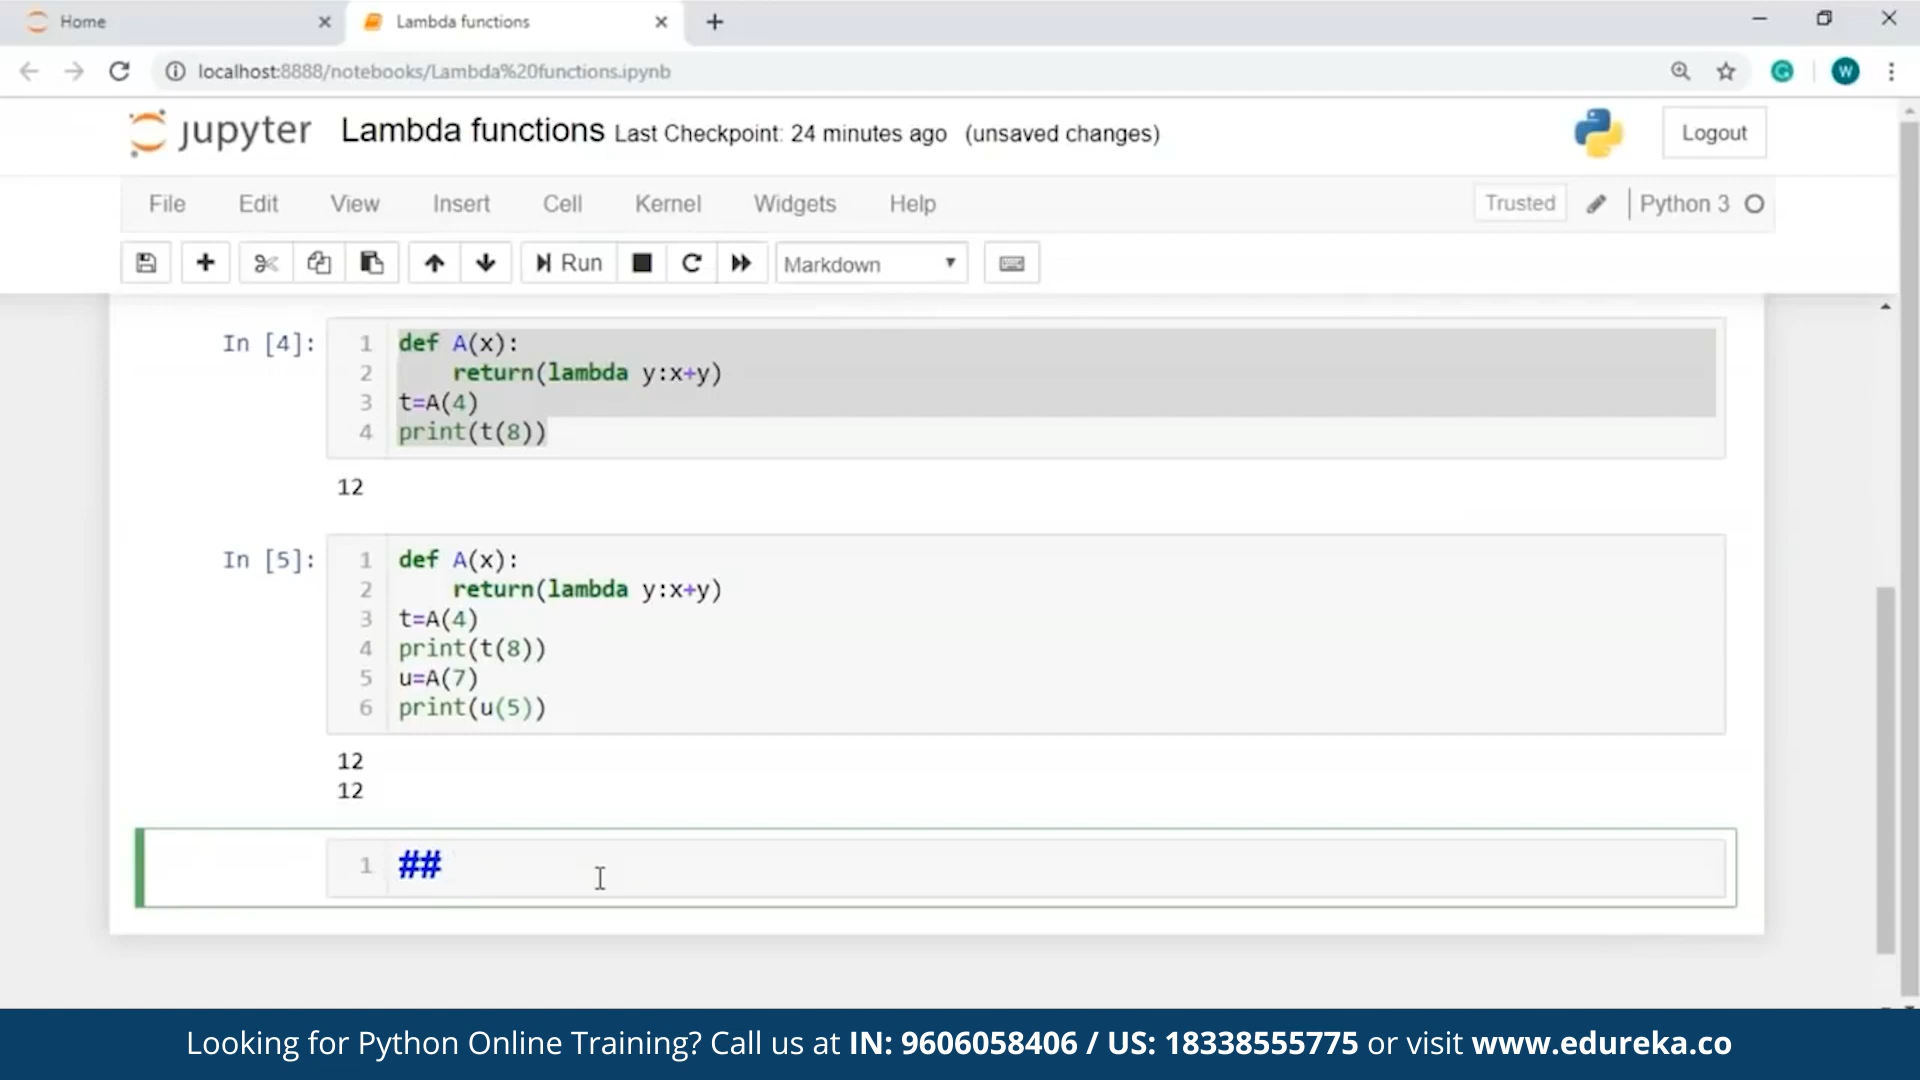 Home
Lambda functions
localhost:8888/notebooks/Lambda%20functions.ipynb
W
jupyter Lambda functions Last Checkpoint: 24 minutes ago (unsaved changes)
Logout
File Edit View Insert Cell Kernel Widgets Help
Trusted Python 3
Run Markdown
In [4]:
1 def A(x):
2     return(lambda y:x+y)
3 t=A(4)
4 print(t(8))
12
In [5]:
1 def A(x):
2     return(lambda y:x+y)
3 t=A(4)
4 print(t(8))
5 u=A(7)
6 print(u(5))
12
12
1 ##
Looking for Python Online Training? Call us at IN: 9606058406 / US: 18338555775 or visit www.edureka.co